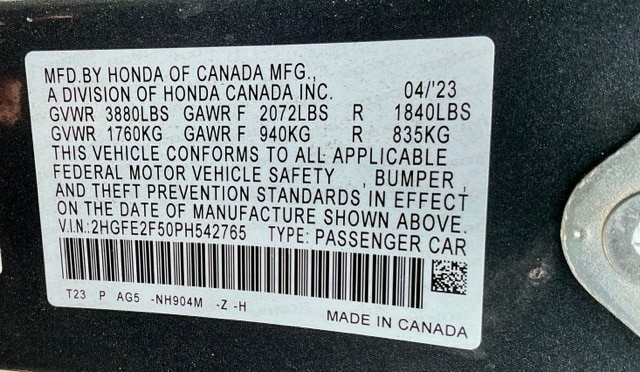 MFD.BY HONDA OF CANADA MFG.,
A DIVISION OF HONDA CANADA INC. 04/'23
GVWR 3880LBS GAWR F 2072LBS R 1840LBS
GVWR 1760KG GAWR F 940KG R 835KG
THIS VEHICLE CONFORMS TO ALL APPLICABLE
FEDERAL MOTOR VEHICLE SAFETY , BUMPER ,
AND THEFT PREVENTION STANDARDS IN EFFECT
ON THE DATE OF MANUFACTURE SHOWN ABOVE.
V.I.N.:2HGFE2F50PH542765 TYPE: PASSENGER CAR
T23 P AG5 -NH904M -Z -H
MADE IN CANADA